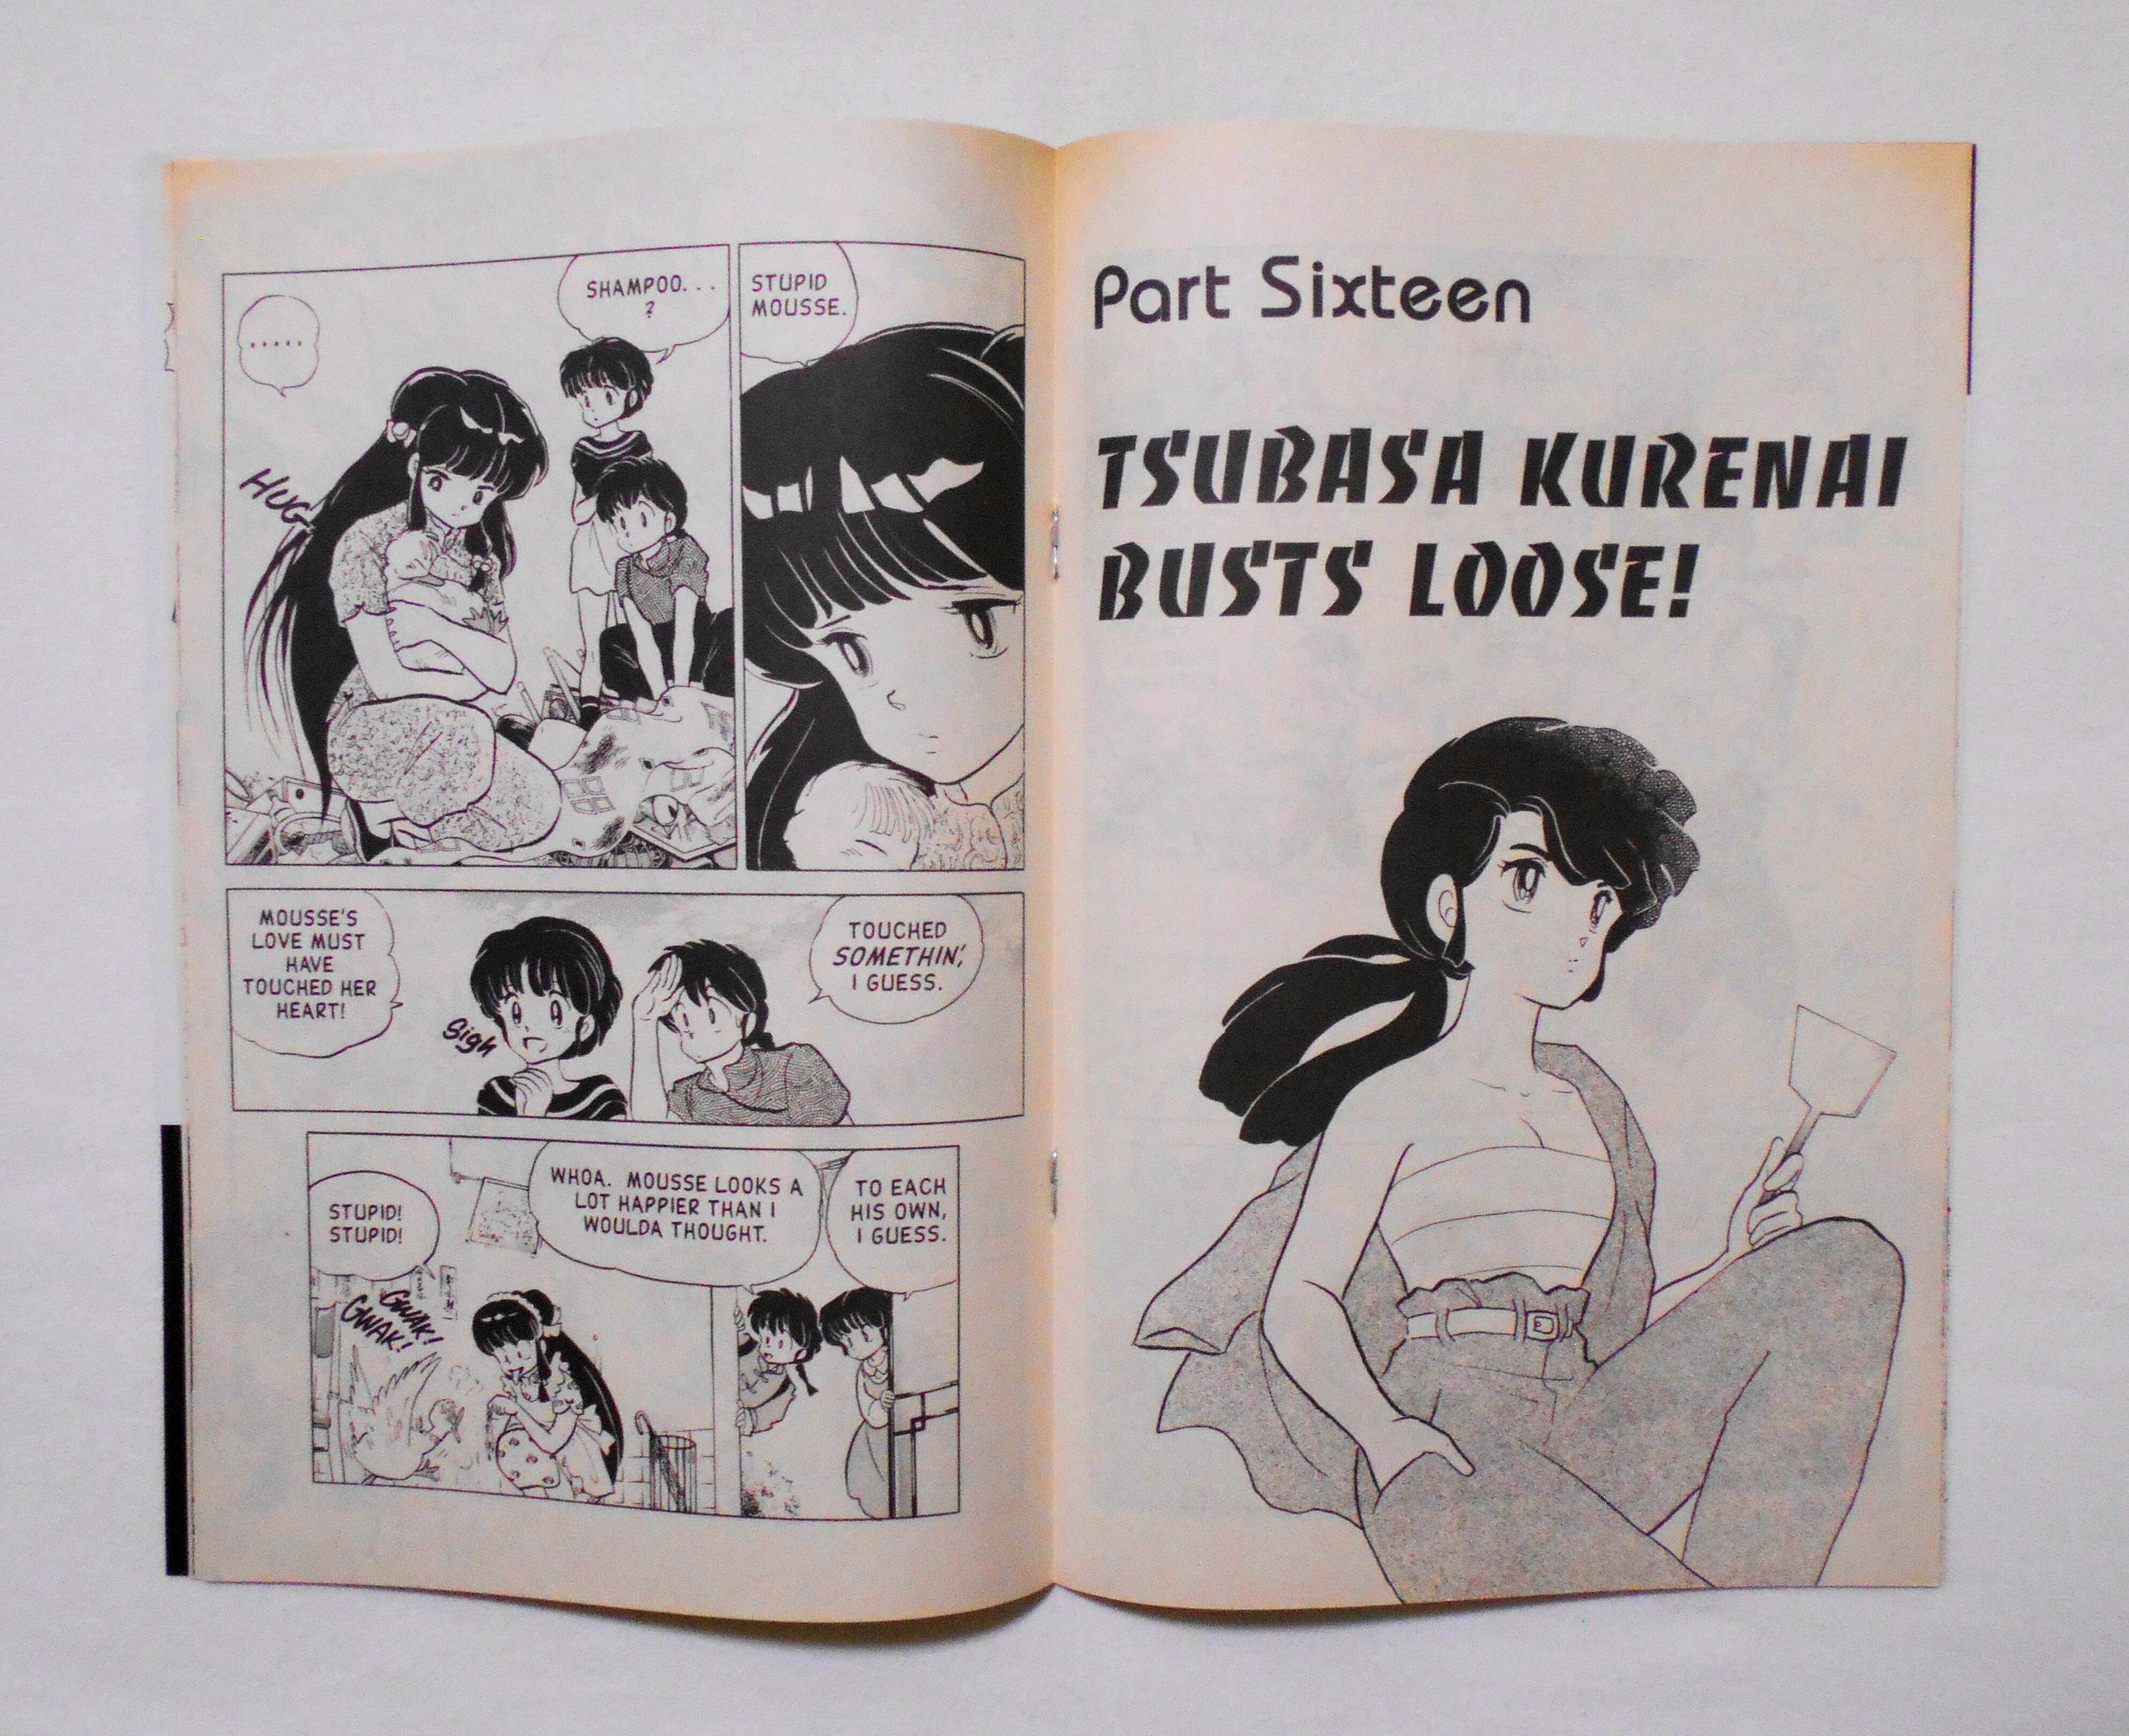 .....
SHAMPOO...
?
STUPID
MOUSSE.
HUG
MOUSSE'S
LOVE MUST
HAVE
TOUCHED HER
HEART!
Sigh
TOUCHED
SOMETHIN',
I GUESS.
STUPID!
STUPID!
GWAK!
GWAK!
WHOA. MOUSSE LOOKS A
LOT HAPPIER THAN I
WOULDA THOUGHT.
TO EACH
HIS OWN,
I GUESS.
Part Sixteen
TSUBASA KURENAI
BUSTS LOOSE!